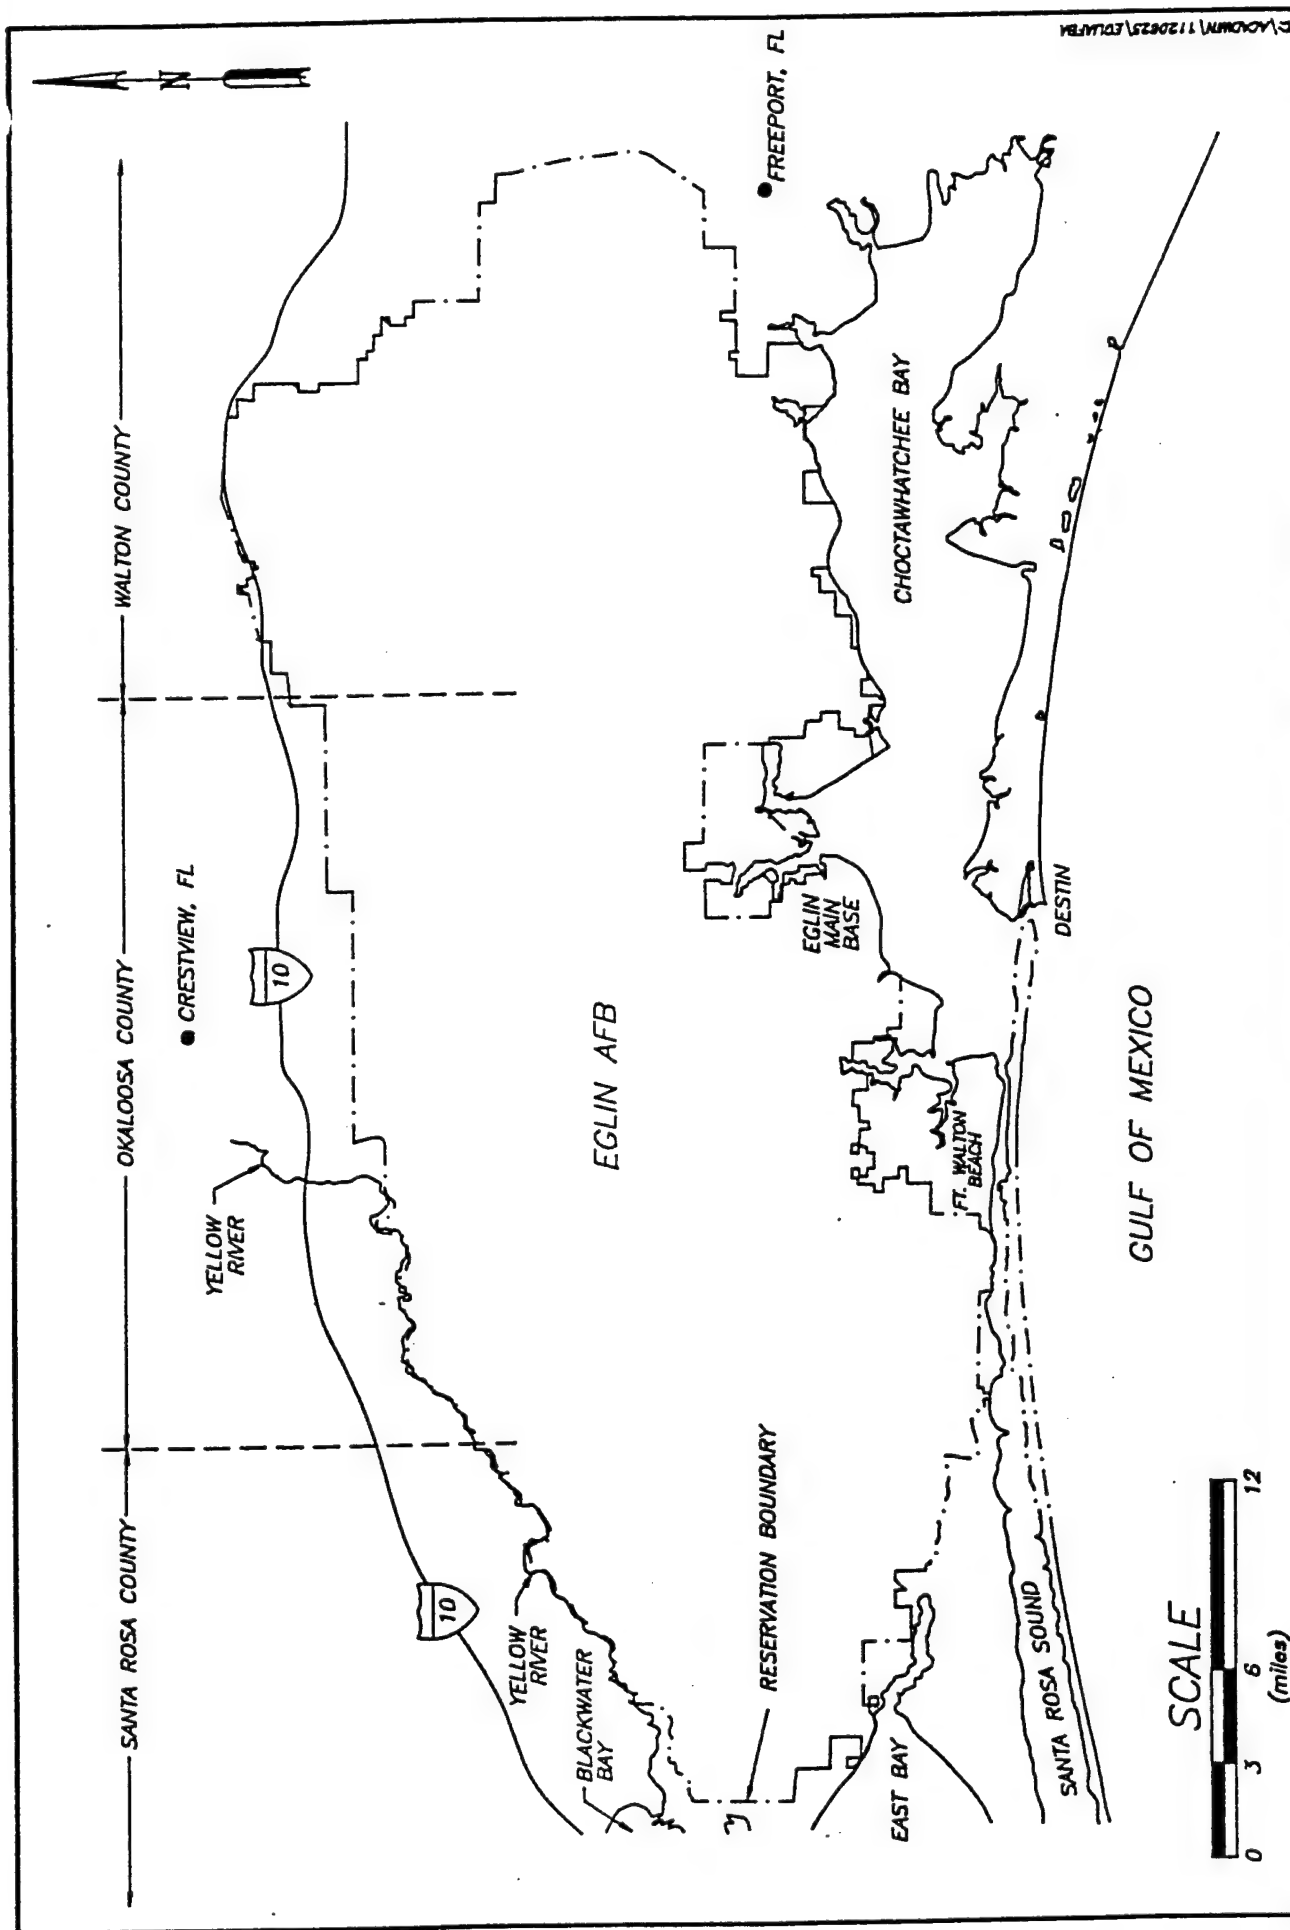 N
SANTA ROSA COUNTY
OKALOOSA COUNTY
WALTON COUNTY
CRESTVIEW, FL
10
YELLOW
RIVER
10
YELLOW
RIVER
BLACKWATER
BAY
EGLIN AFB
RESERVATION BOUNDARY
FREEPORT, FL
EGLIN
MAIN
BASE
CHOCTAWHATCHEE BAY
EAST BAY
FT. WALTON
BEACH
DESTIN
SANTA ROSA SOUND
GULF OF MEXICO
SCALE
0 3 6 12
(miles)